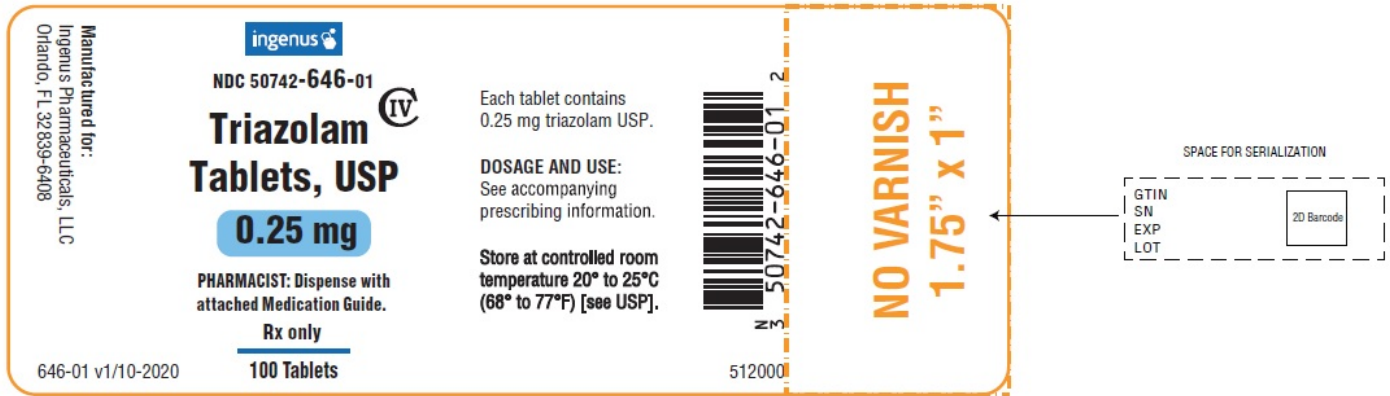 Manufactured for:
Ingenus Pharmaceuticals, LLC
Orlando, FL 32839-6408
ingenus
NDC 50742-646-01
CIV
Triazolam
Tablets, USP
0.25 mg
PHARMACIST: Dispense with
attached Medication Guide.
Rx only
100 Tablets
646-01 v1/10-2020
Each tablet contains
0.25 mg triazolam USP.
DOSAGE AND USE:
See accompanying
prescribing information.
Store at controlled room
temperature 20° to 25°C
(68° to 77°F) [see USP].
N
3 50742-646-01 2
512000
NO VARNISH
1.75” x 1”
SPACE FOR SERIALIZATION
GTIN
SN
EXP
LOT
2D Barcode